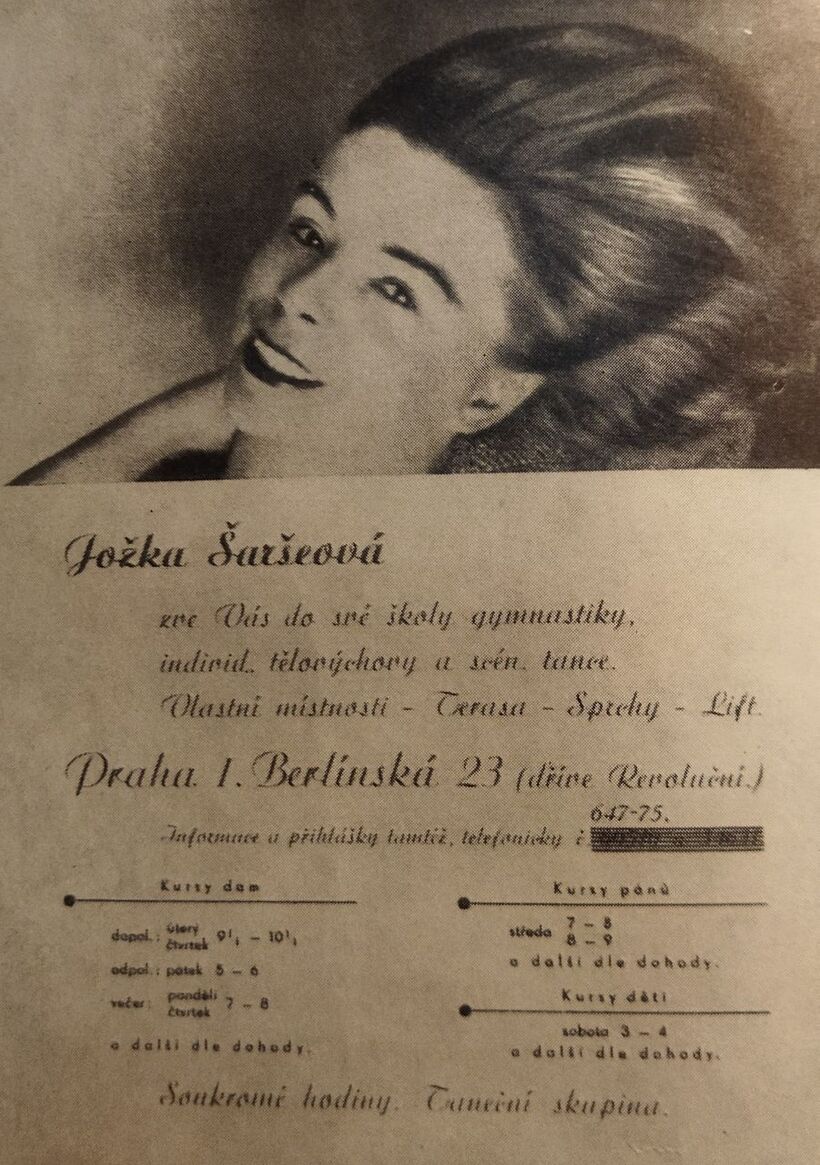 Jožka Šaršeová
zve Vás do své školy gymnastiky,
individ. tělovýchovy a scén. tance.
Vlastní místnosti - Terasa - Sprchy - Lift.
Praha I. Berlínská 23 (dříve Revoluční.)
647-75.
Informace a přihlášky tamtéž, telefonicky č.
Kursy dam
dopol.: úterý čtvrtek 9¼ - 10¼
odpol.: pátek 5 - 6
večer: pondělí čtvrtek 7 - 8
a další dle dohody.
Kursy pánů
středa 7 - 8
8 - 9
a další dle dohody.
Kursy dětí
sobota 3 - 4
a další dle dohody.
Soukromé hodiny. Taneční skupina.